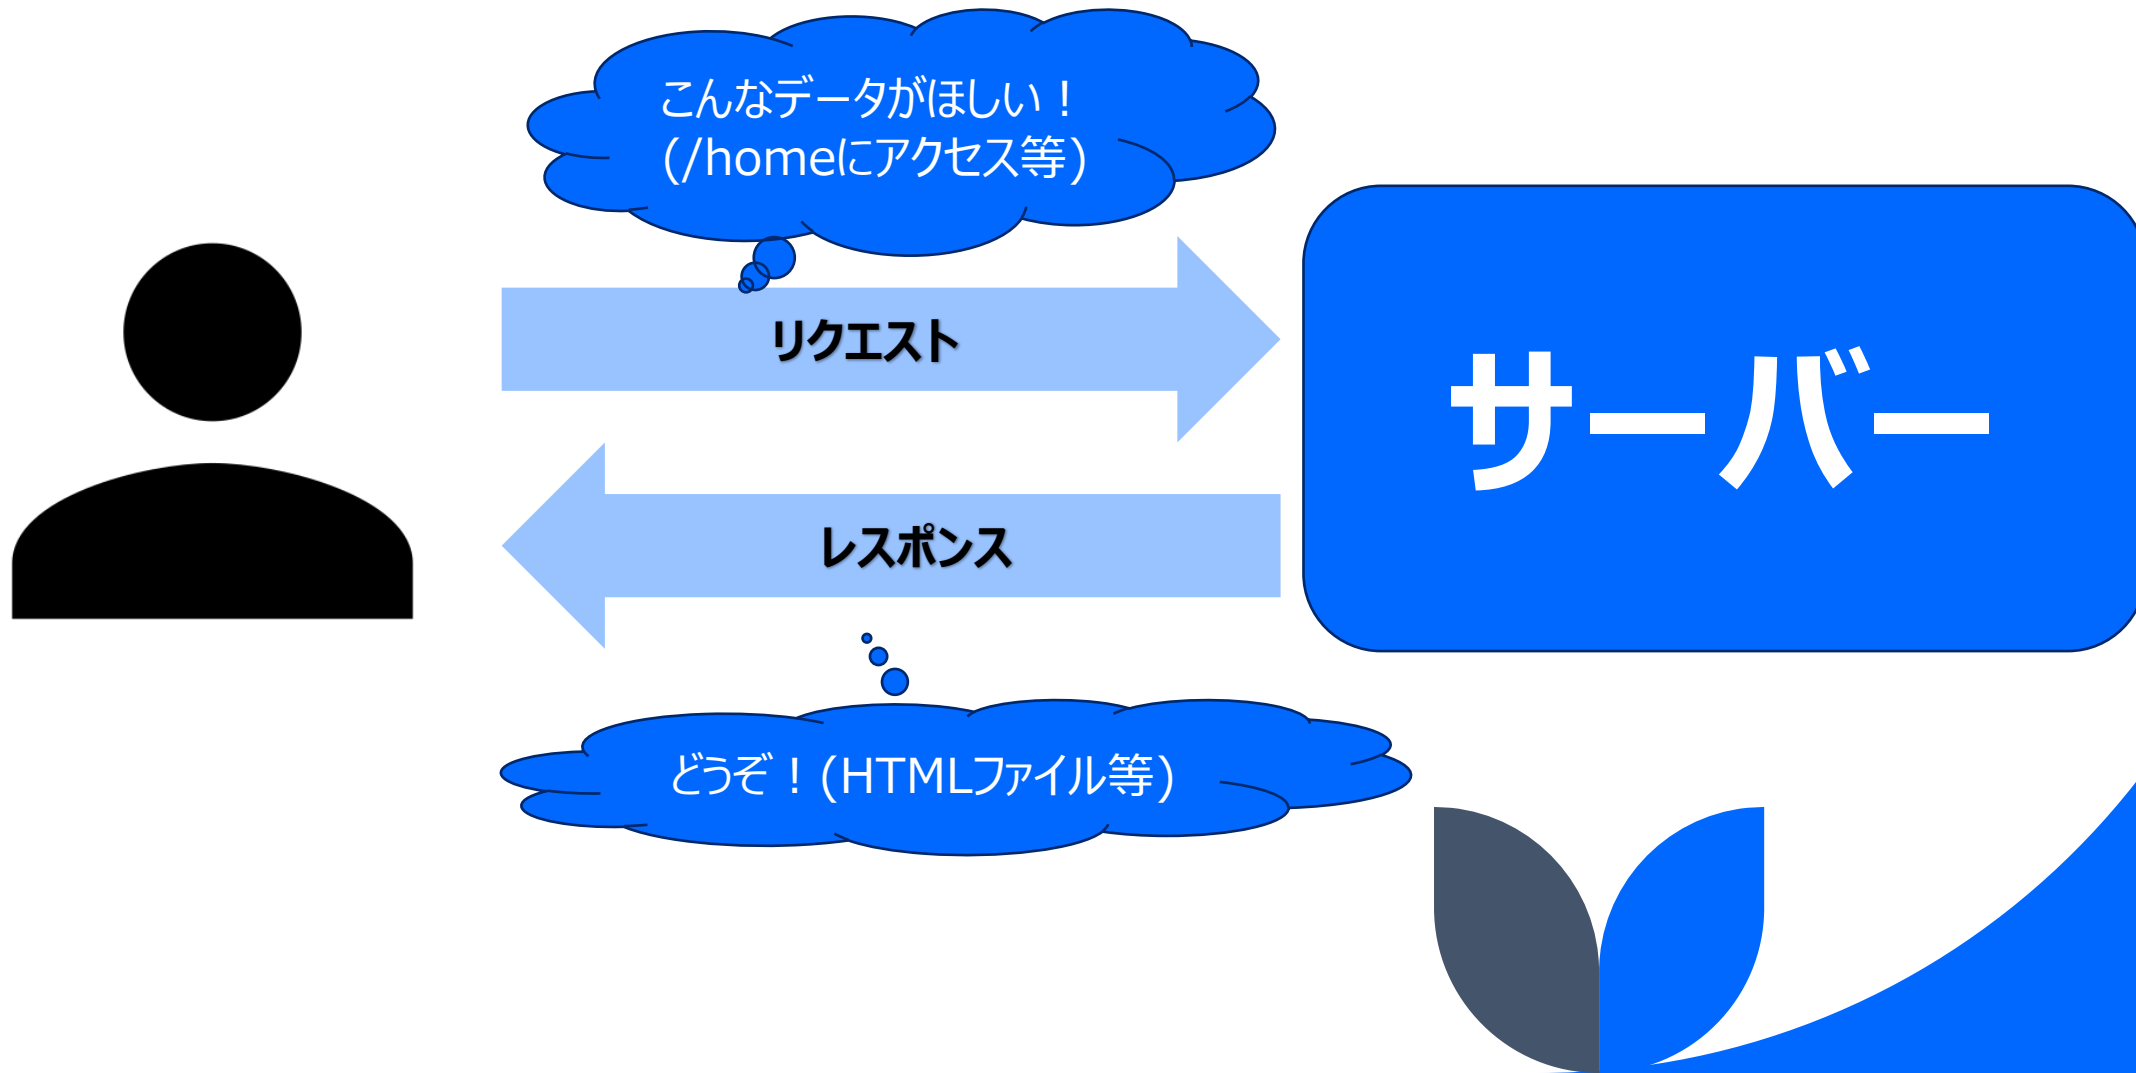 こんなデータがほしい！
(/homeにアクセス等)
リクエスト
サーバー
レスポンス
どうぞ！(HTMLファイル等)